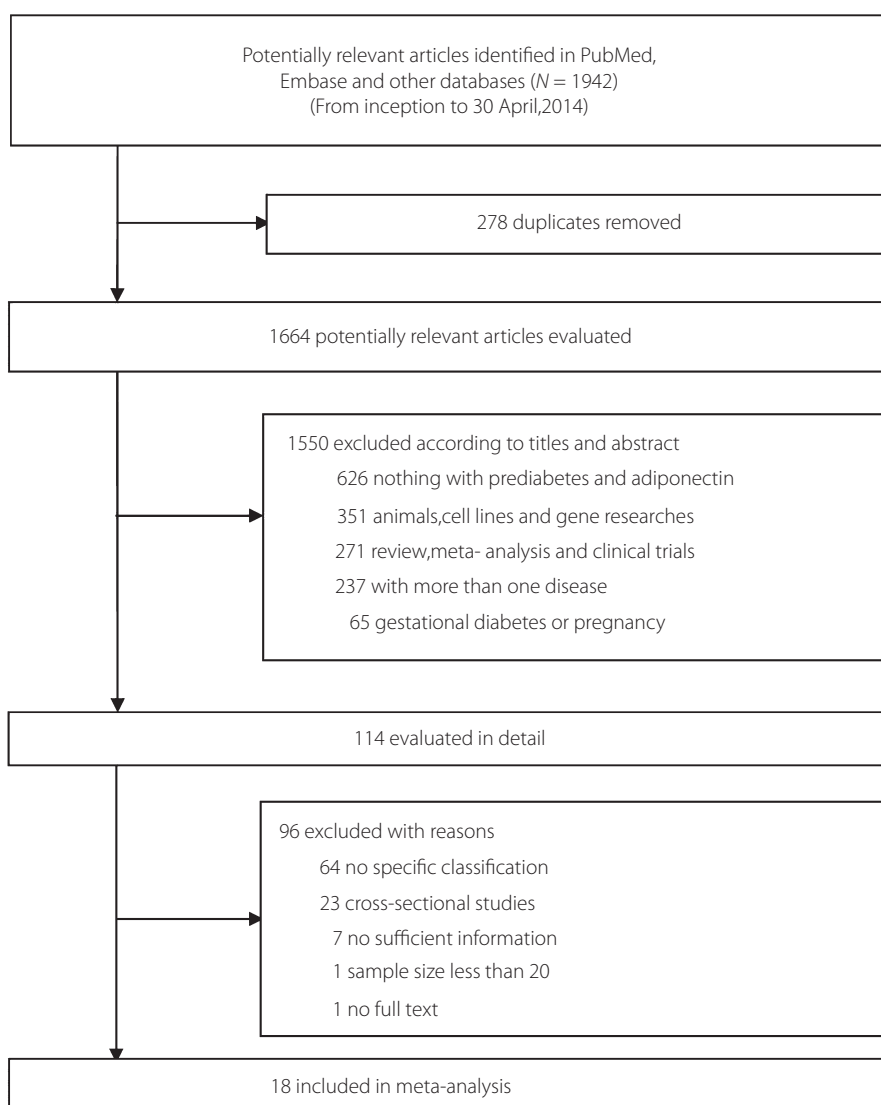 Potentially relevant articles identified in PubMed,
Embase and other databases (N = 1942)
(From inception to 30 April,2014)
278 duplicates removed
1664 potentially relevant articles evaluated
1550 excluded according to titles and abstract
626 nothing with prediabetes and adiponectin
351 animals,cell lines and gene researches
271 review,meta- analysis and clinical trials
237 with more than one disease
65 gestational diabetes or pregnancy
114 evaluated in detail
96 excluded with reasons
64 no specific classification
23 cross-sectional studies
7 no sufficient information
1 sample size less than 20
1 no full text
18 included in meta-analysis